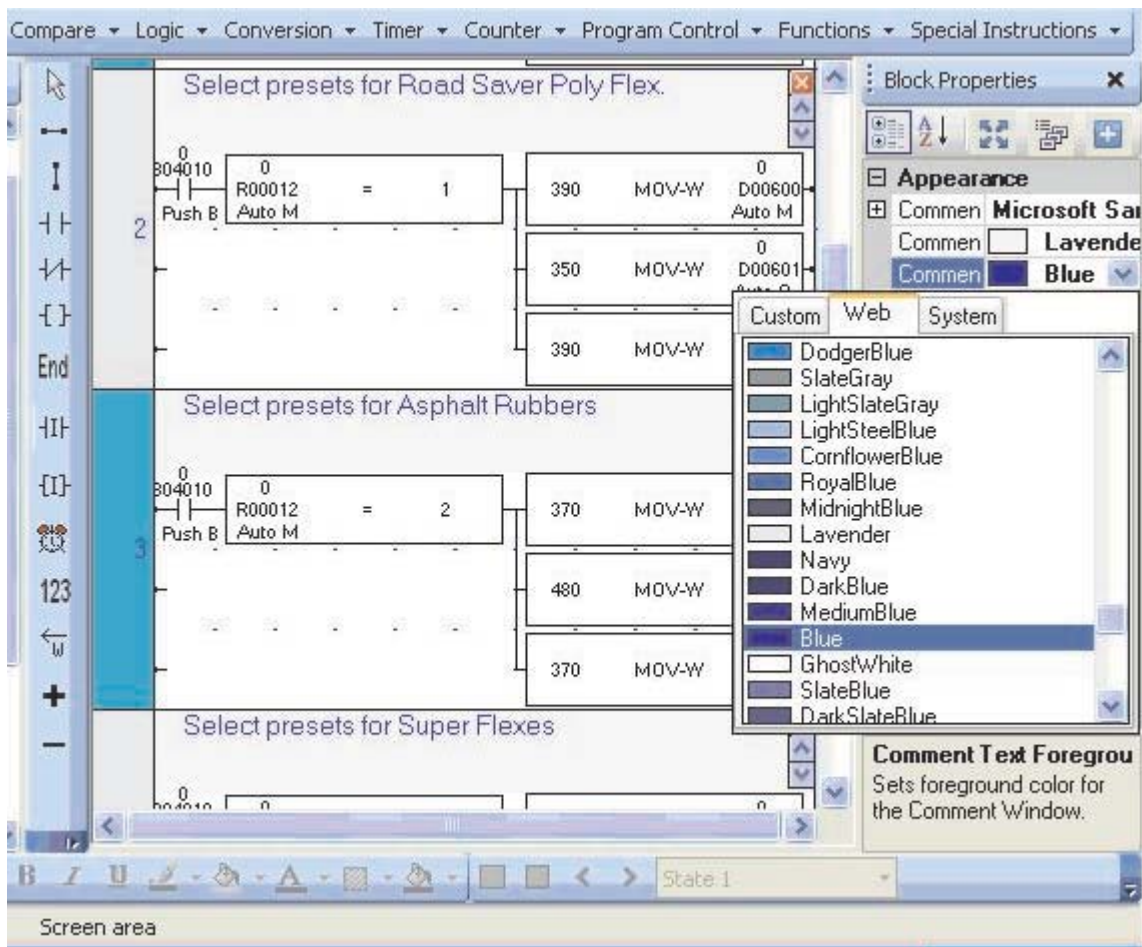 Compare Logic Conversion Timer Counter Program Control Functions Special Instructions
Select presets for Road Saver Poly Flex.
0
B04010
Push B
0
R00012 = 1
Auto M
390 MOV-W
0
D00600
Auto M
2
350 MOV-W
0
D00601
390 MOV-W
Select presets for Asphalt Rubbers
0
B04010
Push B
0
R00012 = 2
Auto M
370 MOV-W
3
480 MOV-W
370 MOV-W
Select presets for Super Flexes
0
0
0
End
123
W
Block Properties
A
Z
Appearance
Commen Microsoft San
Commen Lavende
Commen Blue
Custom Web System
DodgerBlue
SlateGray
LightSlateGray
LightSteelBlue
CornflowerBlue
RoyalBlue
MidnightBlue
Lavender
Navy
DarkBlue
MediumBlue
Blue
GhostWhite
SlateBlue
DarkSlateBlue
Comment Text Foregrou
Sets foreground color for
the Comment Window.
B I U A State 1
Screen area